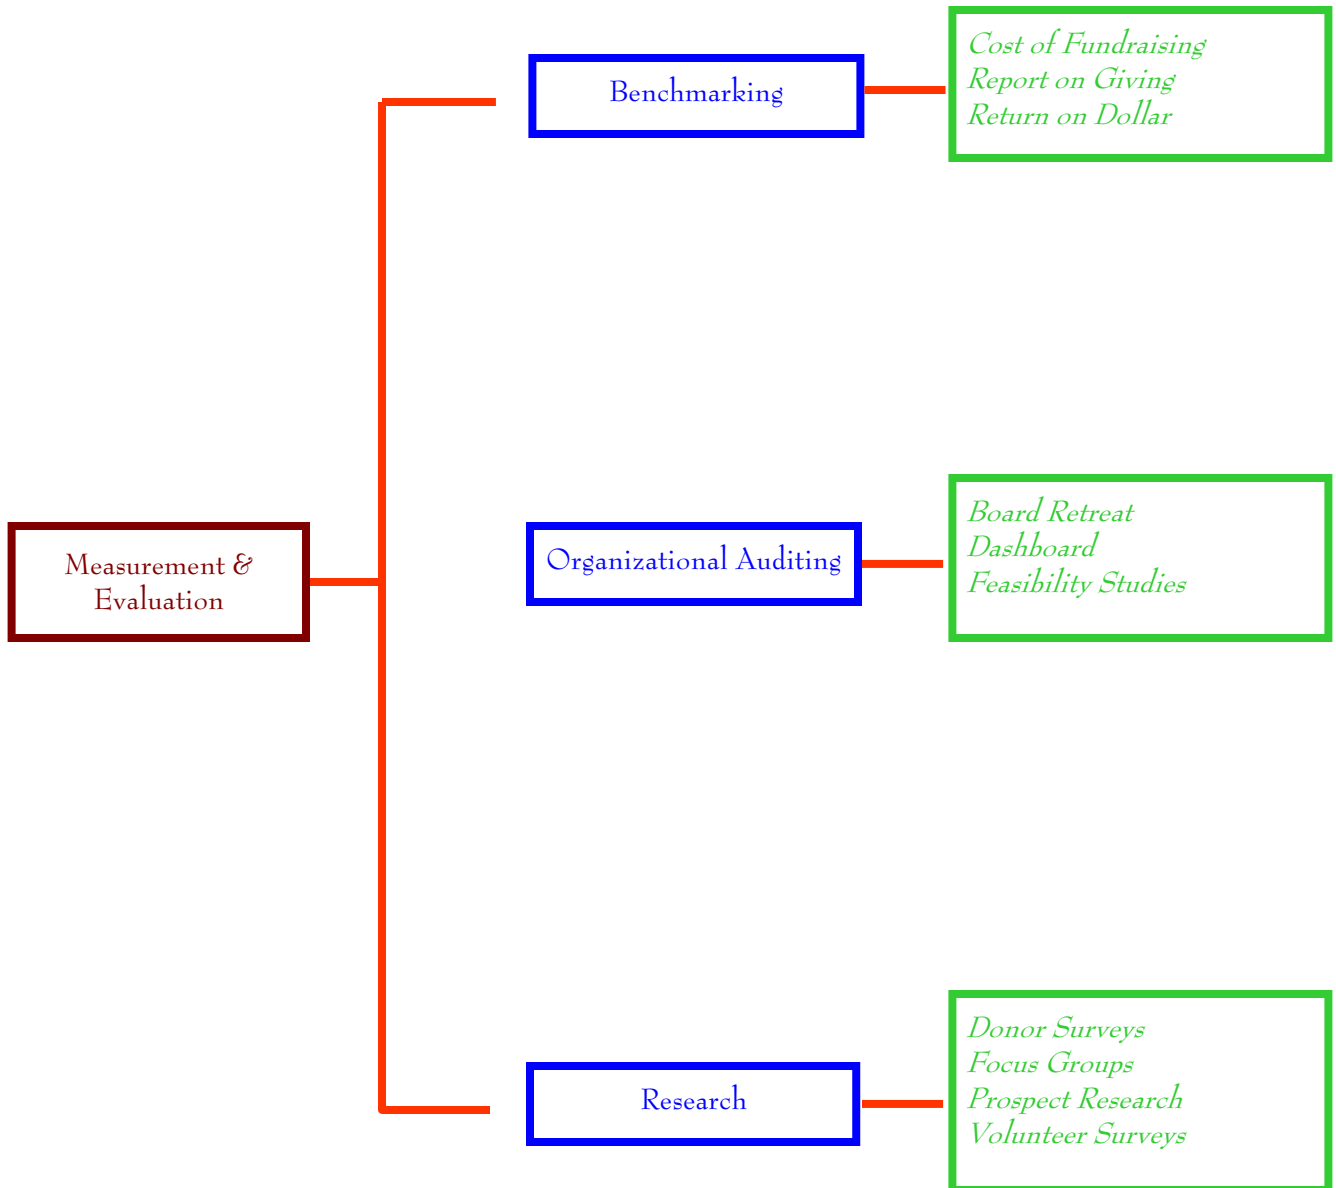 Benchmarking
Cost of Fundraising
Report on Giving
Return on Dollar
Measurement &
Evaluation
Organizational Auditing
Board Retreat
Dashboard
Feasibility Studies
Research
Donor Surveys
Focus Groups
Prospect Research
Volunteer Surveys